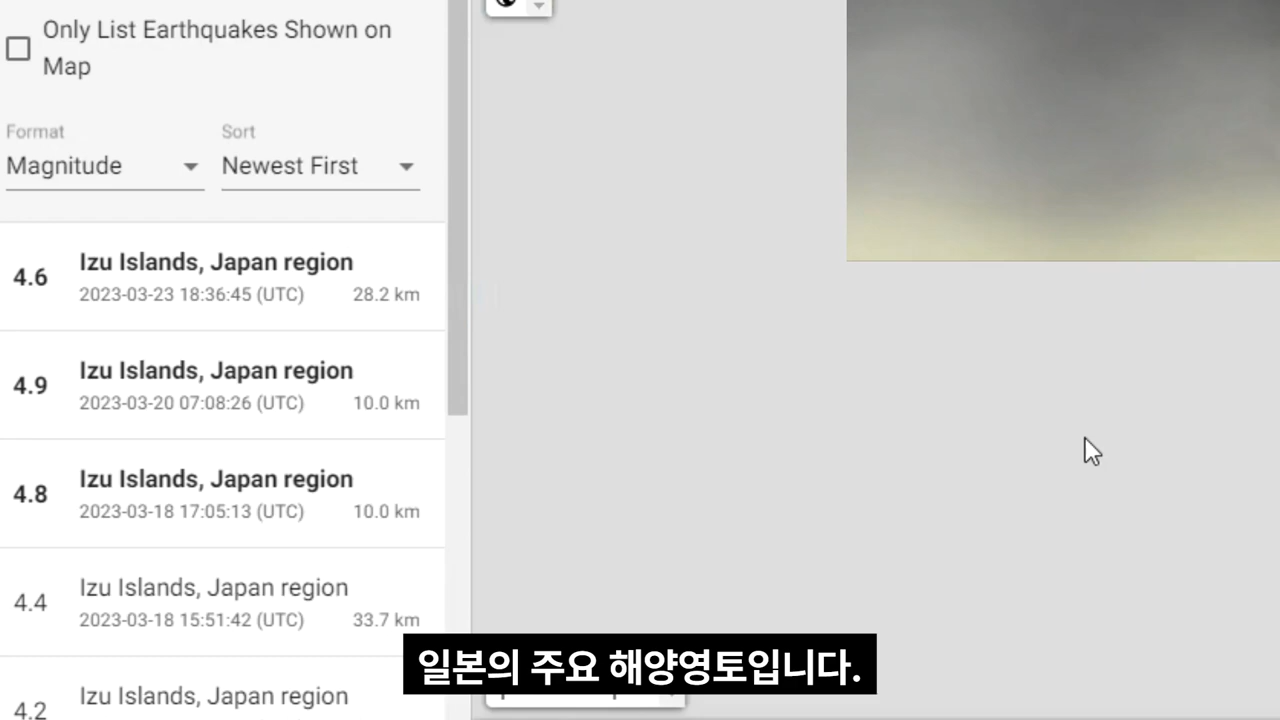 Only List Earthquakes Shown on
Map
Format
Sort
Magnitude
Newest First
4.6
Izu Islands, Japan region
2023-03-23 18:36:45 (UTC)
28.2 km
4.9
Izu Islands, Japan region
2023-03-20 07:08:26 (UTC)
10.0 km
4.8
Izu Islands, Japan region
2023-03-18 17:05:13 (UTC)
10.0 km
4.4
Izu Islands, Japan region
2023-03-18 15:51:42 (UTC)
33.7 km
4.2
Izu Islands, Japan region
일본의 주요 해양영토입니다.